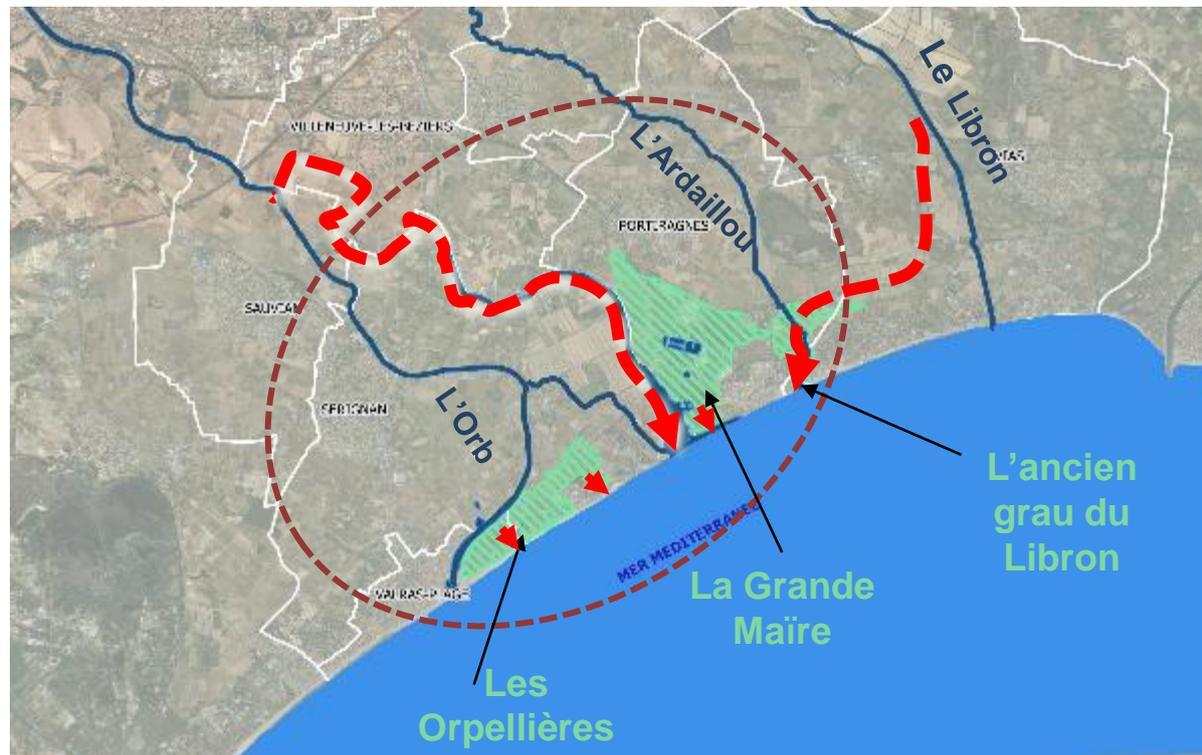 Le Libron
VILLENEUVE-LES-BEZIERS
L'Ardaillou
VIAS
PORTIRAGNES
SAUVIAN
SERIGNAN
L'Orb
L'ancien
grau du
Libron
MER MEDITERRANEE
La Grande
Maïre
VALRAS-PLAGE
Les
Orpellières